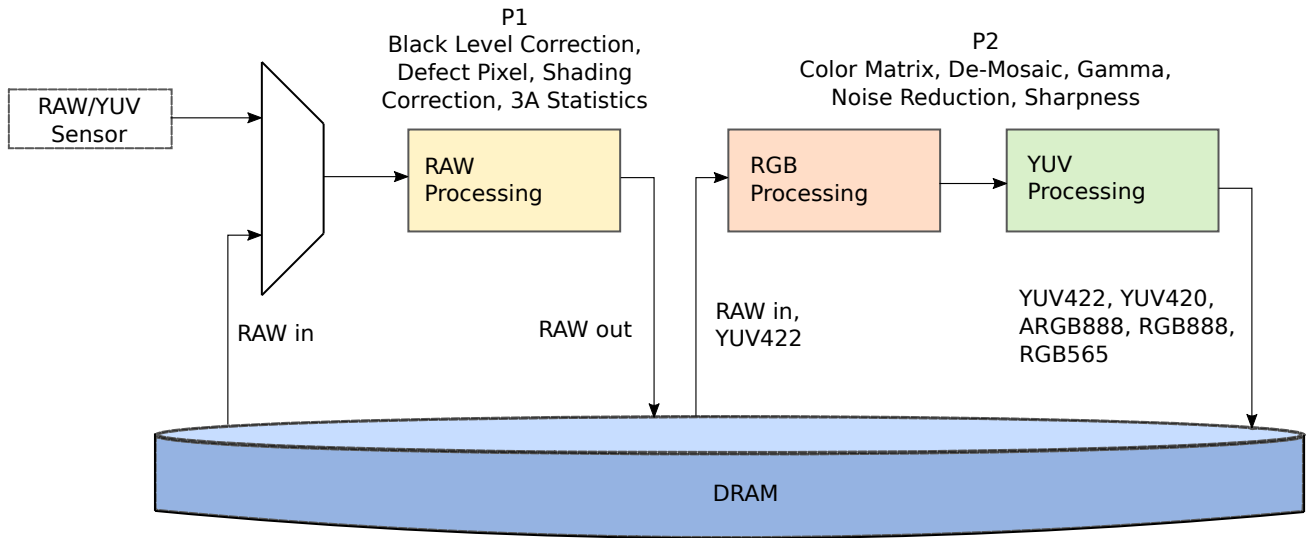 P1
Black Level Correction,
Defect Pixel, Shading
Correction, 3A Statistics
P2
Color Matrix, De-Mosaic, Gamma,
Noise Reduction, Sharpness
RAW/YUV
Sensor
RAW
Processing
RGB
Processing
YUV
Processing
RAW in
RAW out
RAW in,
YUV422
YUV422, YUV420,
ARGB888, RGB888,
RGB565
DRAM